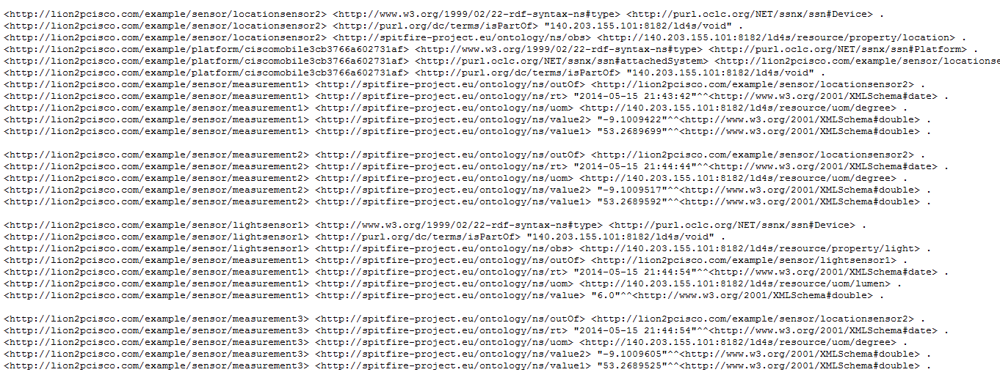 <http://lion2pcisco.com/example/sensor/locationsensor2> <http://www.w3.org/1999/02/22-rdf-syntax-ns#type> <http://purl.oclc.org/NET/ssnx/ssn#Device> .
<http://lion2pcisco.com/example/sensor/locationsensor2> <http://purl.org/dc/terms/isPartOf> "140.203.155.101:8182/ld4s/void" .
<http://lion2pcisco.com/example/sensor/locationsensor2> <http://spitfire-project.eu/ontology/ns/obs> <http://140.203.155.101:8182/ld4s/resource/property/location> .
<http://lion2pcisco.com/example/platform/ciscomobile3cb3766a602731af> <http://www.w3.org/1999/02/22-rdf-syntax-ns#type> <http://purl.oclc.org/NET/ssnx/ssn#Platform> .
<http://lion2pcisco.com/example/platform/ciscomobile3cb3766a602731af> <http://purl.oclc.org/NET/ssnx/ssn#attachedSystem> <http://lion2pcisco.com/example/sensor/locationse
<http://lion2pcisco.com/example/platform/ciscomobile3cb3766a602731af> <http://purl.org/dc/terms/isPartOf> "140.203.155.101:8182/ld4s/void" .
<http://lion2pcisco.com/example/sensor/measurement1> <http://spitfire-project.eu/ontology/ns/outOf> <http://lion2pcisco.com/example/sensor/locationsensor2> .
<http://lion2pcisco.com/example/sensor/measurement1> <http://spitfire-project.eu/ontology/ns/rt> "2014-05-15 21:43:42"^^<http://www.w3.org/2001/XMLSchema#date> .
<http://lion2pcisco.com/example/sensor/measurement1> <http://spitfire-project.eu/ontology/ns/uom> <http://140.203.155.101:8182/ld4s/resource/uom/degree> .
<http://lion2pcisco.com/example/sensor/measurement1> <http://spitfire-project.eu/ontology/ns/value2> "-9.1009422"^^<http://www.w3.org/2001/XMLSchema#double> .
<http://lion2pcisco.com/example/sensor/measurement1> <http://spitfire-project.eu/ontology/ns/value1> "53.2689699"^^<http://www.w3.org/2001/XMLSchema#double> .
<http://lion2pcisco.com/example/sensor/measurement2> <http://spitfire-project.eu/ontology/ns/outOf> <http://lion2pcisco.com/example/sensor/locationsensor2> .
<http://lion2pcisco.com/example/sensor/measurement2> <http://spitfire-project.eu/ontology/ns/rt> "2014-05-15 21:44:44"^^<http://www.w3.org/2001/XMLSchema#date> .
<http://lion2pcisco.com/example/sensor/measurement2> <http://spitfire-project.eu/ontology/ns/uom> <http://140.203.155.101:8182/ld4s/resource/uom/degree> .
<http://lion2pcisco.com/example/sensor/measurement2> <http://spitfire-project.eu/ontology/ns/value2> "-9.1009517"^^<http://www.w3.org/2001/XMLSchema#double> .
<http://lion2pcisco.com/example/sensor/measurement2> <http://spitfire-project.eu/ontology/ns/value1> "53.2689592"^^<http://www.w3.org/2001/XMLSchema#double> .
<http://lion2pcisco.com/example/sensor/lightsensor1> <http://www.w3.org/1999/02/22-rdf-syntax-ns#type> <http://purl.oclc.org/NET/ssnx/ssn#Device> .
<http://lion2pcisco.com/example/sensor/lightsensor1> <http://purl.org/dc/terms/isPartOf> "140.203.155.101:8182/ld4s/void" .
<http://lion2pcisco.com/example/sensor/lightsensor1> <http://spitfire-project.eu/ontology/ns/obs> <http://140.203.155.101:8182/ld4s/resource/property/light> .
<http://lion2pcisco.com/example/sensor/measurement1> <http://spitfire-project.eu/ontology/ns/outOf> <http://lion2pcisco.com/example/sensor/lightsensor1> .
<http://lion2pcisco.com/example/sensor/measurement1> <http://spitfire-project.eu/ontology/ns/rt> "2014-05-15 21:44:54"^^<http://www.w3.org/2001/XMLSchema#date> .
<http://lion2pcisco.com/example/sensor/measurement1> <http://spitfire-project.eu/ontology/ns/uom> <http://140.203.155.101:8182/ld4s/resource/uom/lumen> .
<http://lion2pcisco.com/example/sensor/measurement1> <http://spitfire-project.eu/ontology/ns/value> "6.0"^^<http://www.w3.org/2001/XMLSchema#double> .
<http://lion2pcisco.com/example/sensor/measurement3> <http://spitfire-project.eu/ontology/ns/outOf> <http://lion2pcisco.com/example/sensor/locationsensor2> .
<http://lion2pcisco.com/example/sensor/measurement3> <http://spitfire-project.eu/ontology/ns/rt> "2014-05-15 21:44:54"^^<http://www.w3.org/2001/XMLSchema#date> .
<http://lion2pcisco.com/example/sensor/measurement3> <http://spitfire-project.eu/ontology/ns/uom> <http://140.203.155.101:8182/ld4s/resource/uom/degree> .
<http://lion2pcisco.com/example/sensor/measurement3> <http://spitfire-project.eu/ontology/ns/value2> "-9.1009605"^^<http://www.w3.org/2001/XMLSchema#double> .
<http://lion2pcisco.com/example/sensor/measurement3> <http://spitfire-project.eu/ontology/ns/value1> "53.2689525"^^<http://www.w3.org/2001/XMLSchema#double> .